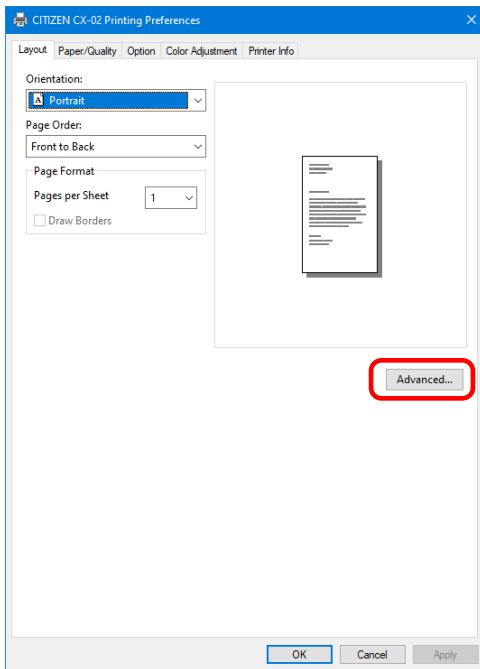 CITIZEN CX-02 Printing Preferences
Layout Paper/Quality Option Color Adjustment Printer Info
Orientation:
A Portrait
Page Order:
Front to Back
Page Format
Pages per Sheet 1
Draw Borders
Advanced...
OK Cancel Apply